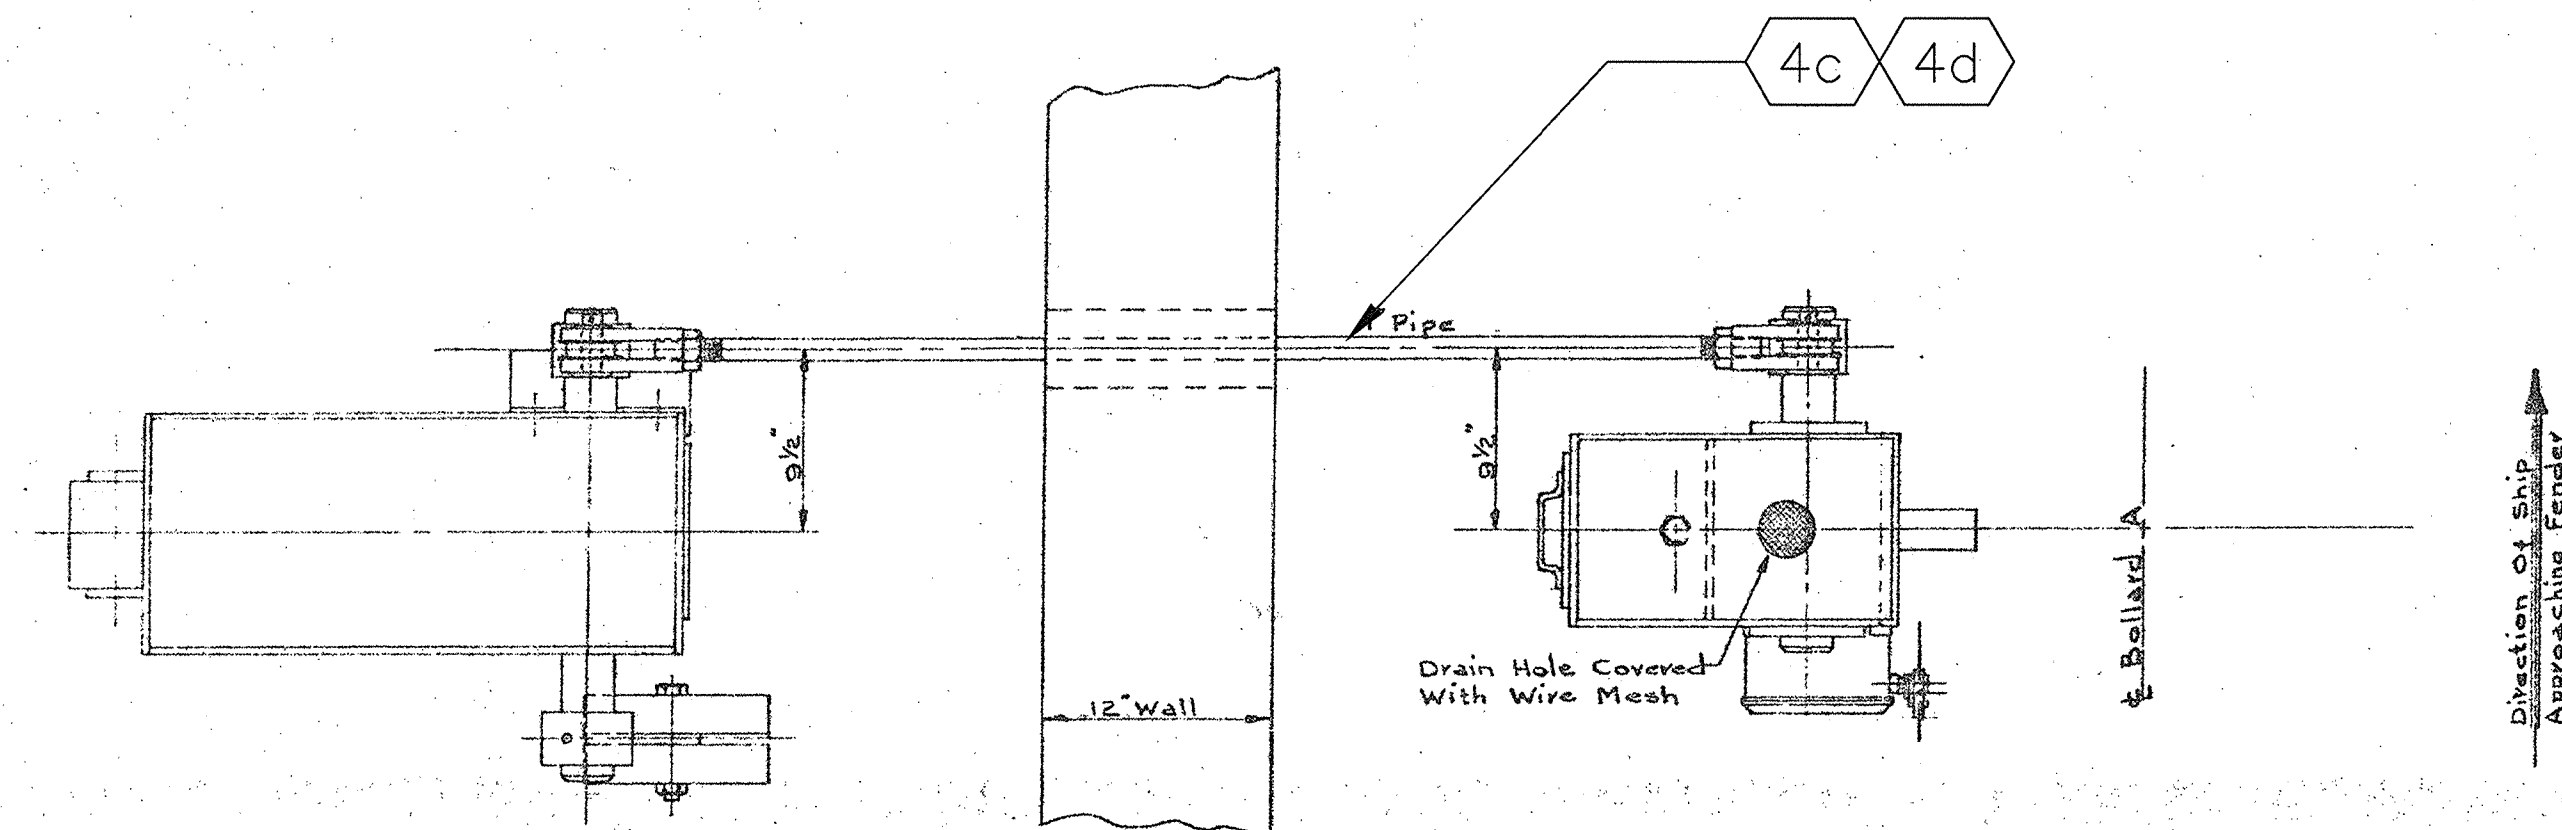 4c 4d
Pipe
9½"
9½"
Drain Hole Covered
With Wire Mesh
12" Wall
℄ Bollard A
Direction Of Ship
Approaching Fender